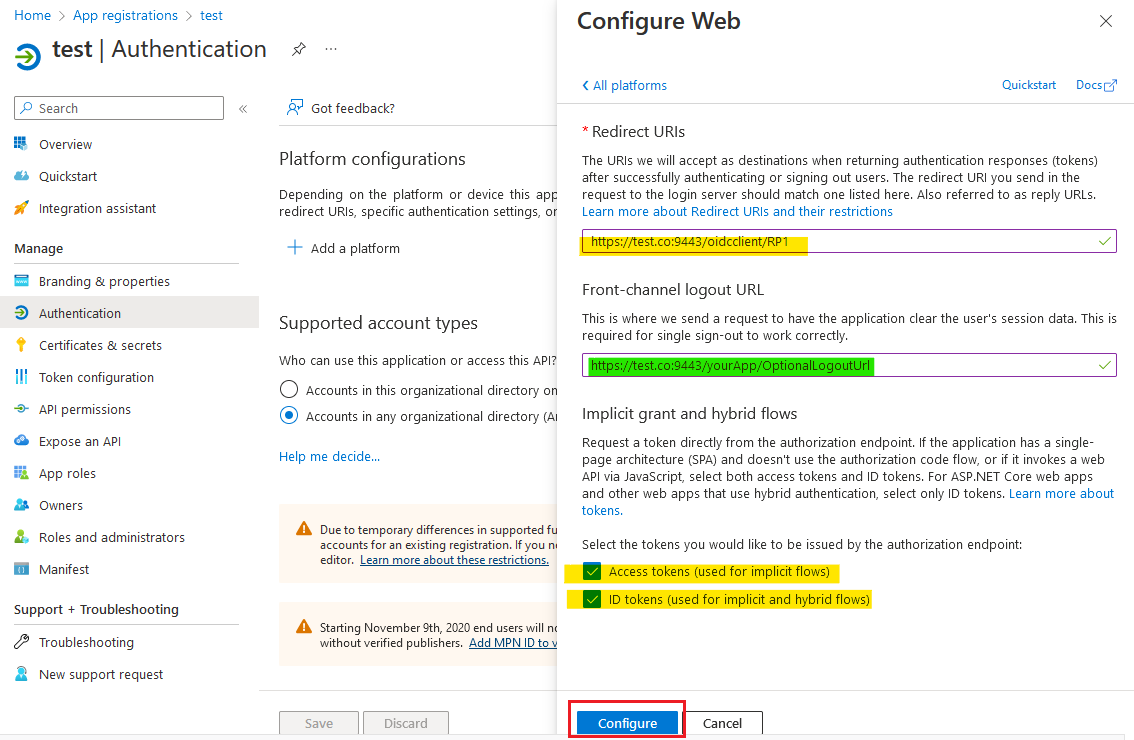 Home > App registrations > test
test | Authentication
...
Search
«
Overview
Quickstart
Integration assistant
Manage
Branding & properties
Authentication
Certificates & secrets
Token configuration
API permissions
Expose an API
App roles
Owners
Roles and administrators
Manifest
Support + Troubleshooting
Troubleshooting
New support request
Got feedback?
Platform configurations
Depending on the platform or device this app
redirect URIs, specific authentication settings, or
Add a platform
Supported account types
Who can use this application or access this API?
Accounts in this organizational directory on
Accounts in any organizational directory (A
Help me decide...
Due to temporary differences in supported fu
accounts for an existing registration. If you ne
editor. Learn more about these restrictions.
Starting November 9th, 2020 end users will no
without verified publishers. Add MPN ID to v
Save
Discard
Configure Web
All platforms
Quickstart
Docs
* Redirect URIs
The URIs we will accept as destinations when returning authentication responses (tokens)
after successfully authenticating or signing out users. The redirect URI you send in the
request to the login server should match one listed here. Also referred to as reply URLs.
Learn more about Redirect URIs and their restrictions
https://test.co:9443/oidcclient/RP1
Front-channel logout URL
This is where we send a request to have the application clear the user's session data. This is
required for single sign-out to work correctly.
https://test.co:9443/yourApp/OptionalLogoutUrl
Implicit grant and hybrid flows
Request a token directly from the authorization endpoint. If the application has a single-
page architecture (SPA) and doesn't use the authorization code flow, or if it invokes a web
API via JavaScript, select both access tokens and ID tokens. For ASP.NET Core web apps
and other web apps that use hybrid authentication, select only ID tokens. Learn more about
tokens.
Select the tokens you would like to be issued by the authorization endpoint:
Access tokens (used for implicit flows)
ID tokens (used for implicit and hybrid flows)
Configure
Cancel